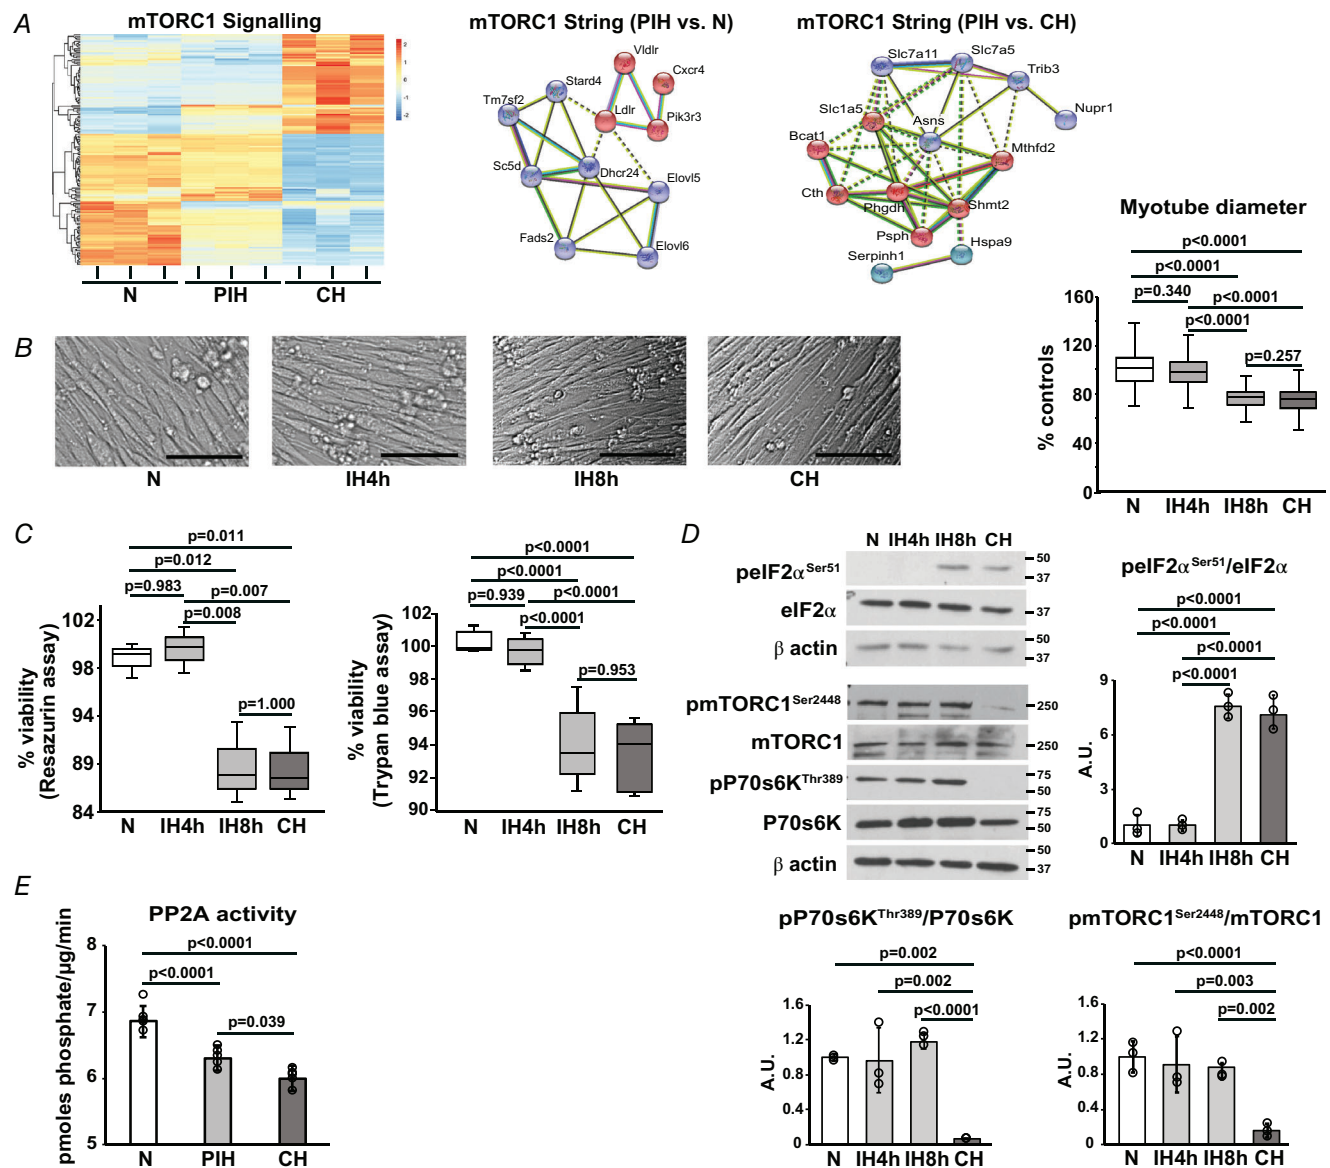 A
mTORC1 Signalling
2
1
0
-1
-2
N PIH CH
mTORC1 String (PIH vs. N)
Vldlr
Cxcr4
Stard4
Tm7sf2
Ldlr
Pik3r3
Sc5d
Dhcr24
Elovl5
Fads2
Elovl6
mTORC1 String (PIH vs. CH)
Slc7a11
Slc7a5
Trib3
Slc1a5
Nupr1
Asns
Bcat1
Mthfd2
Cth
Phgdh
Shmt2
Psph
Hspa9
Serpinh1
B
N IH4h IH8h CH
Myotube diameter
p<0.0001
p<0.0001
p=0.340 p<0.0001
p<0.0001
p=0.257
% controls
160
120
80
40
0
N IH4h IH8h CH
C
p=0.011
p=0.012
p=0.983 p=0.007
p=0.008
p=1.000
% viability
(Resazurin assay)
102
98
94
89
84
N IH4h IH8h CH
p<0.0001
p<0.0001
p=0.939 p<0.0001
p<0.0001
p=0.953
% viability
(Trypan blue assay)
102
100
98
96
94
92
90
N IH4h IH8h CH
D
N IH4h IH8h CH
peIF2α^Ser51
50
37
eIF2α
37
β actin
50
37
pmTORC1^Ser2448
250
mTORC1
250
pP70s6K^Thr389
75
50
P70s6K
75
50
β actin
50
37
peIF2α^Ser51/eIF2α
p<0.0001
p<0.0001
p<0.0001
p<0.0001
A.U.
9
6
3
0
N IH4h IH8h CH
pP70s6K^Thr389/P70s6K
p=0.002
p=0.002
p<0.0001
A.U.
1.6
1.2
0.8
0.4
0
N IH4h IH8h CH
pmTORC1^Ser2448/mTORC1
p<0.0001
p=0.003
p=0.002
A.U.
1.6
1.2
0.8
0.4
0
N IH4h IH8h CH
E
PP2A activity
p<0.0001
p<0.0001
p=0.039
pmoles phosphate/µg/min
8
7
6
5
N PIH CH